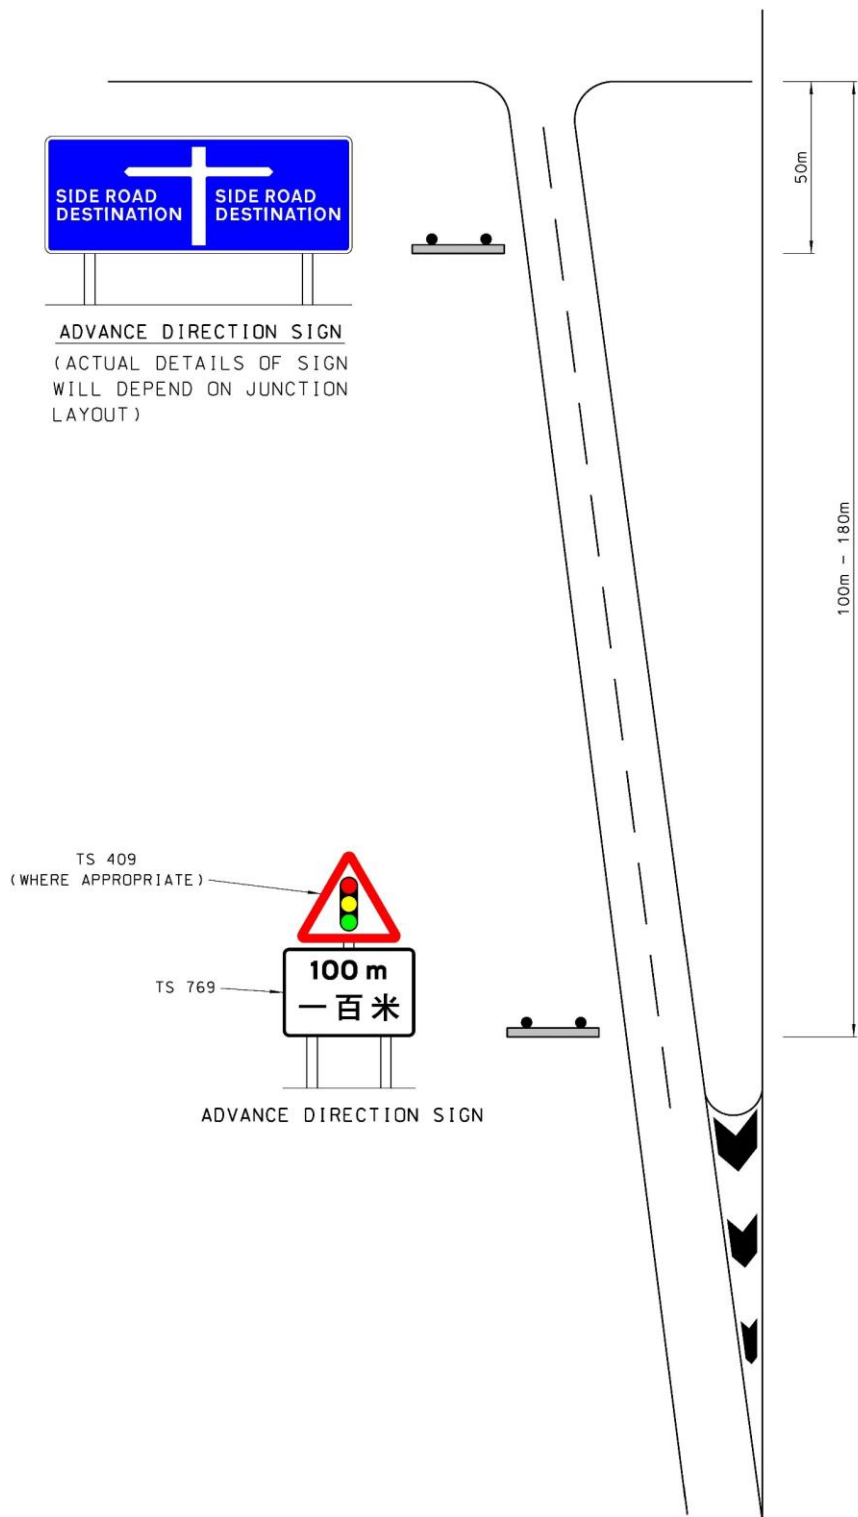 50m
SIDE ROAD
DESTINATION
SIDE ROAD
DESTINATION
ADVANCE DIRECTION SIGN
(ACTUAL DETAILS OF SIGN
WILL DEPEND ON JUNCTION
LAYOUT)
100m - 180m
TS 409
(WHERE APPROPRIATE)
TS 769
100 m
一百米
ADVANCE DIRECTION SIGN